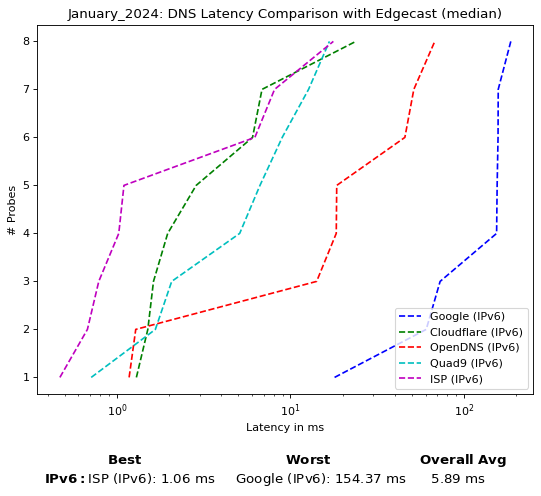 January_2024: DNS Latency Comparison with Edgecast (median)
8
7
6
5
4
3
2
1
# Probes
Google (IPv6)
Cloudflare (IPv6)
OpenDNS (IPv6)
Quad9 (IPv6)
ISP (IPv6)
10⁰ 10¹ 10²
Latency in ms
Best Worst Overall Avg
IPv6: ISP (IPv6): 1.06 ms Google (IPv6): 154.37 ms 5.89 ms